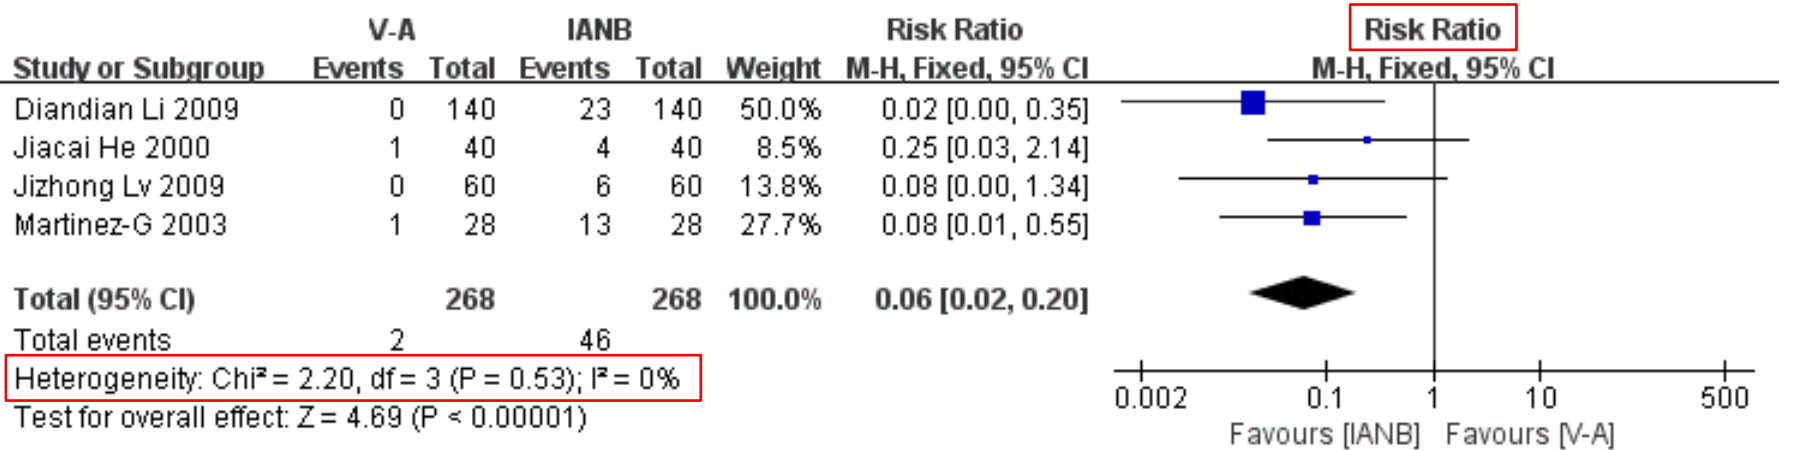 V-A IANB Risk Ratio Risk Ratio
Study or Subgroup Events Total Events Total Weight M-H, Fixed, 95% CI M-H, Fixed, 95% CI
Diandian Li 2009 0 140 23 140 50.0% 0.02 [0.00, 0.35]
Jiacai He 2000 1 40 4 40 8.5% 0.25 [0.03, 2.14]
Jizhong Lv 2009 0 60 6 60 13.8% 0.08 [0.00, 1.34]
Martinez-G 2003 1 28 13 28 27.7% 0.08 [0.01, 0.55]
Total (95% CI) 268 268 100.0% 0.06 [0.02, 0.20]
Total events 2 46
Heterogeneity: Chi² = 2.20, df = 3 (P = 0.53); I² = 0%
Test for overall effect: Z = 4.69 (P < 0.00001)
0.002 0.1 1 10 500
Favours [IANB] Favours [V-A]